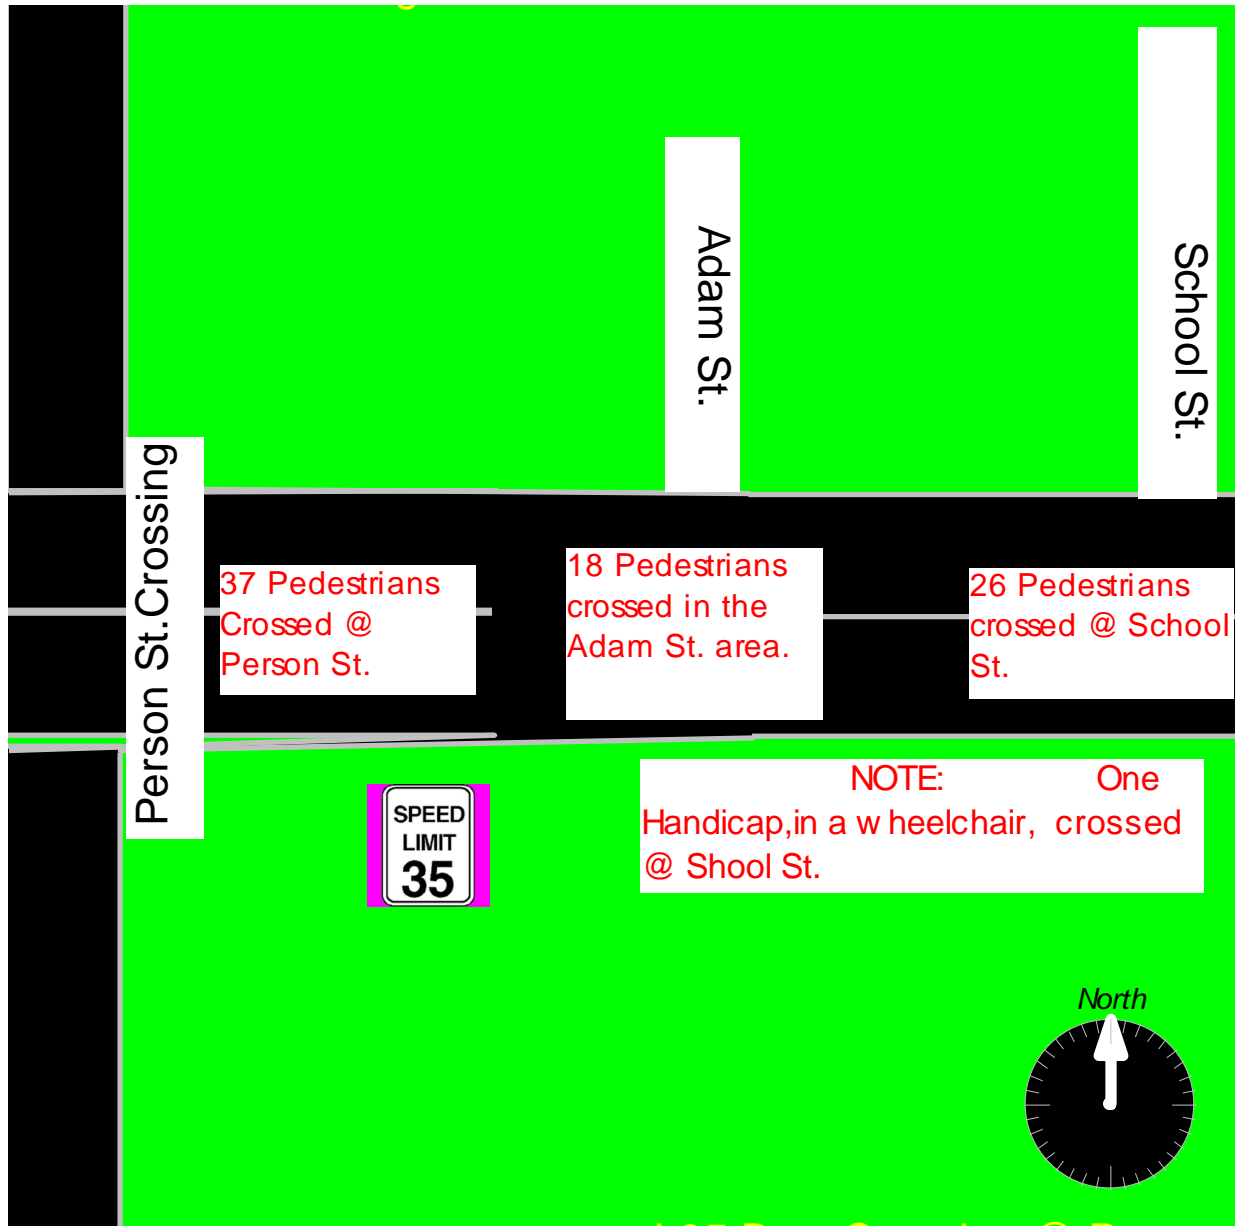 Adam St.
School St.
Person St.Crossing
37 Pedestrians
Crossed @
Person St.
18 Pedestrians
crossed in the
Adam St. area.
26 Pedestrians
crossed @ School
St.
NOTE: One
Handicap,in a wheelchair, crossed
@ Shool St.
SPEED
LIMIT
35
North